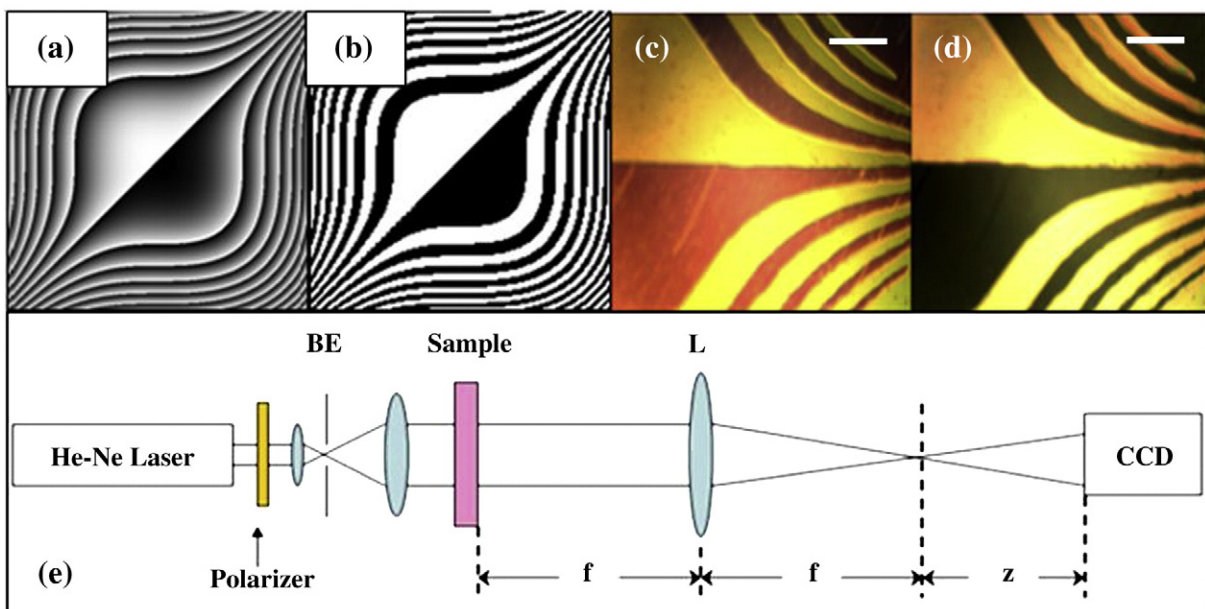 (a)
(b)
(c)
(d)
BE
Sample
L
He-Ne Laser
CCD
(e)
Polarizer
f
f
z